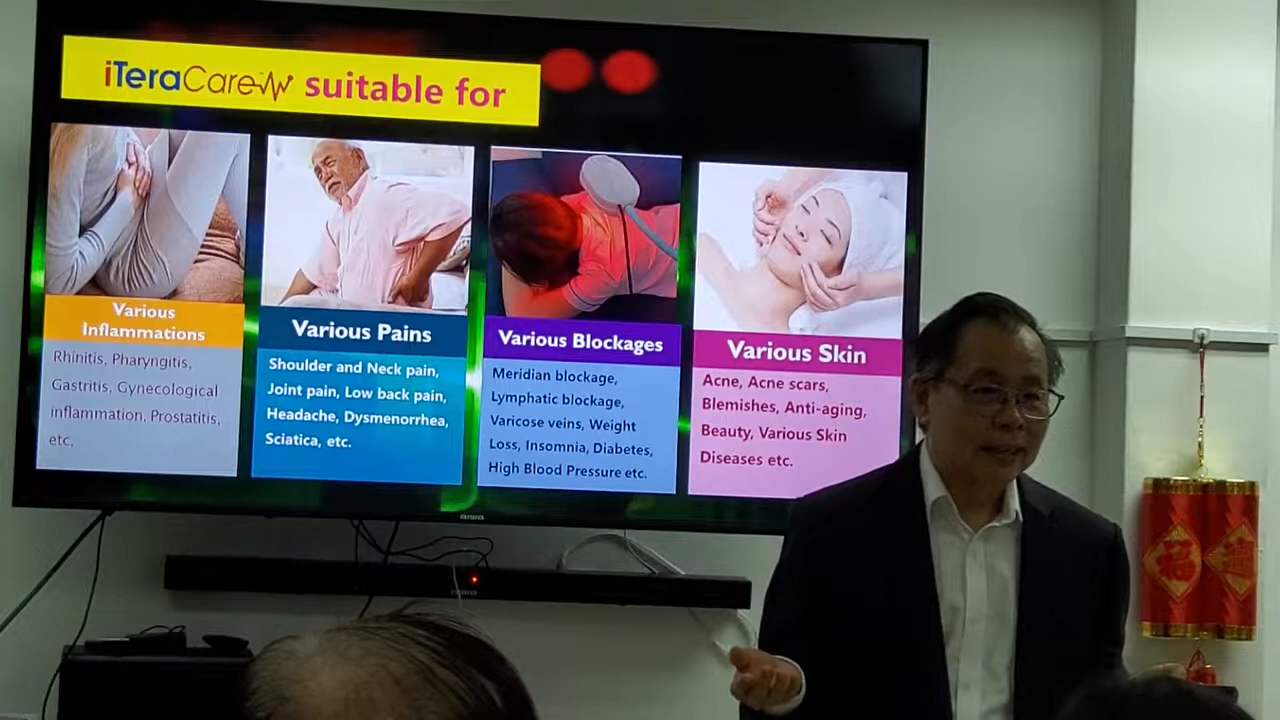 iTeraCare suitable for
Various
Inflammations
Rhinitis, Pharyngitis,
Gastritis, Gynecological
inflammation, Prostatitis,
etc,
Various Pains
Shoulder and Neck pain,
Joint pain, Low back pain,
Headache, Dysmenorrhea,
Sciatica, etc.
Various Blockages
Meridian blockage,
Lymphatic blockage,
Varicose veins, Weight
Loss, Insomnia, Diabetes,
High Blood Pressure etc.
Various Skin
Acne, Acne scars,
Blemishes, Anti-aging,
Beauty, Various Skin
Diseases etc.
aiwa
福